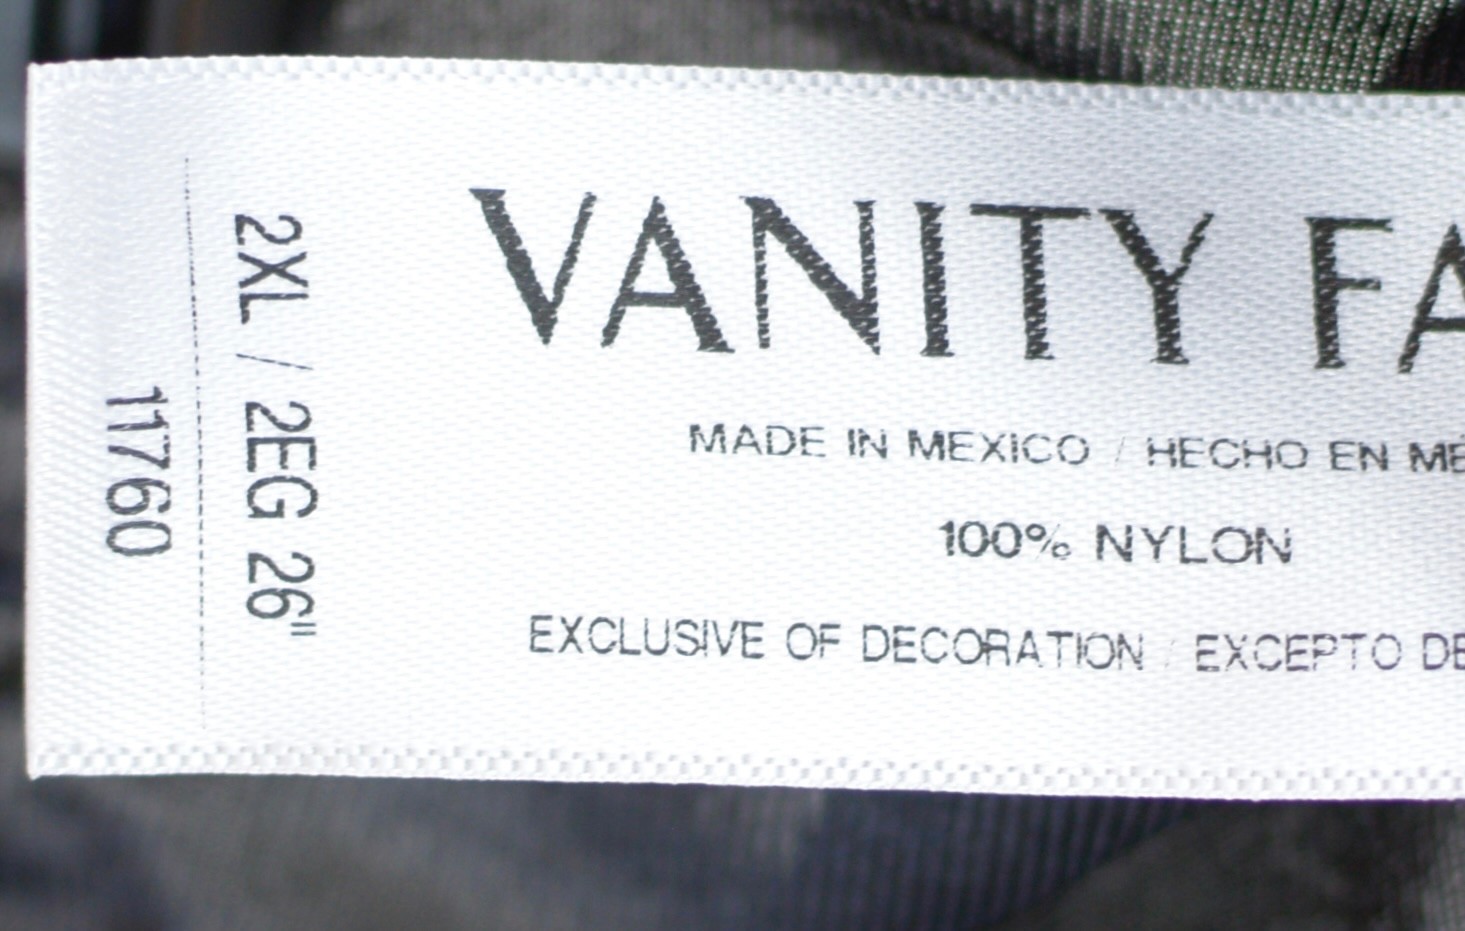 VANITY FA
MADE IN MEXICO / HECHO EN ME
100% NYLON
EXCLUSIVE OF DECORATION / EXCEPTO DE
2XL / 2EG 26"
11760